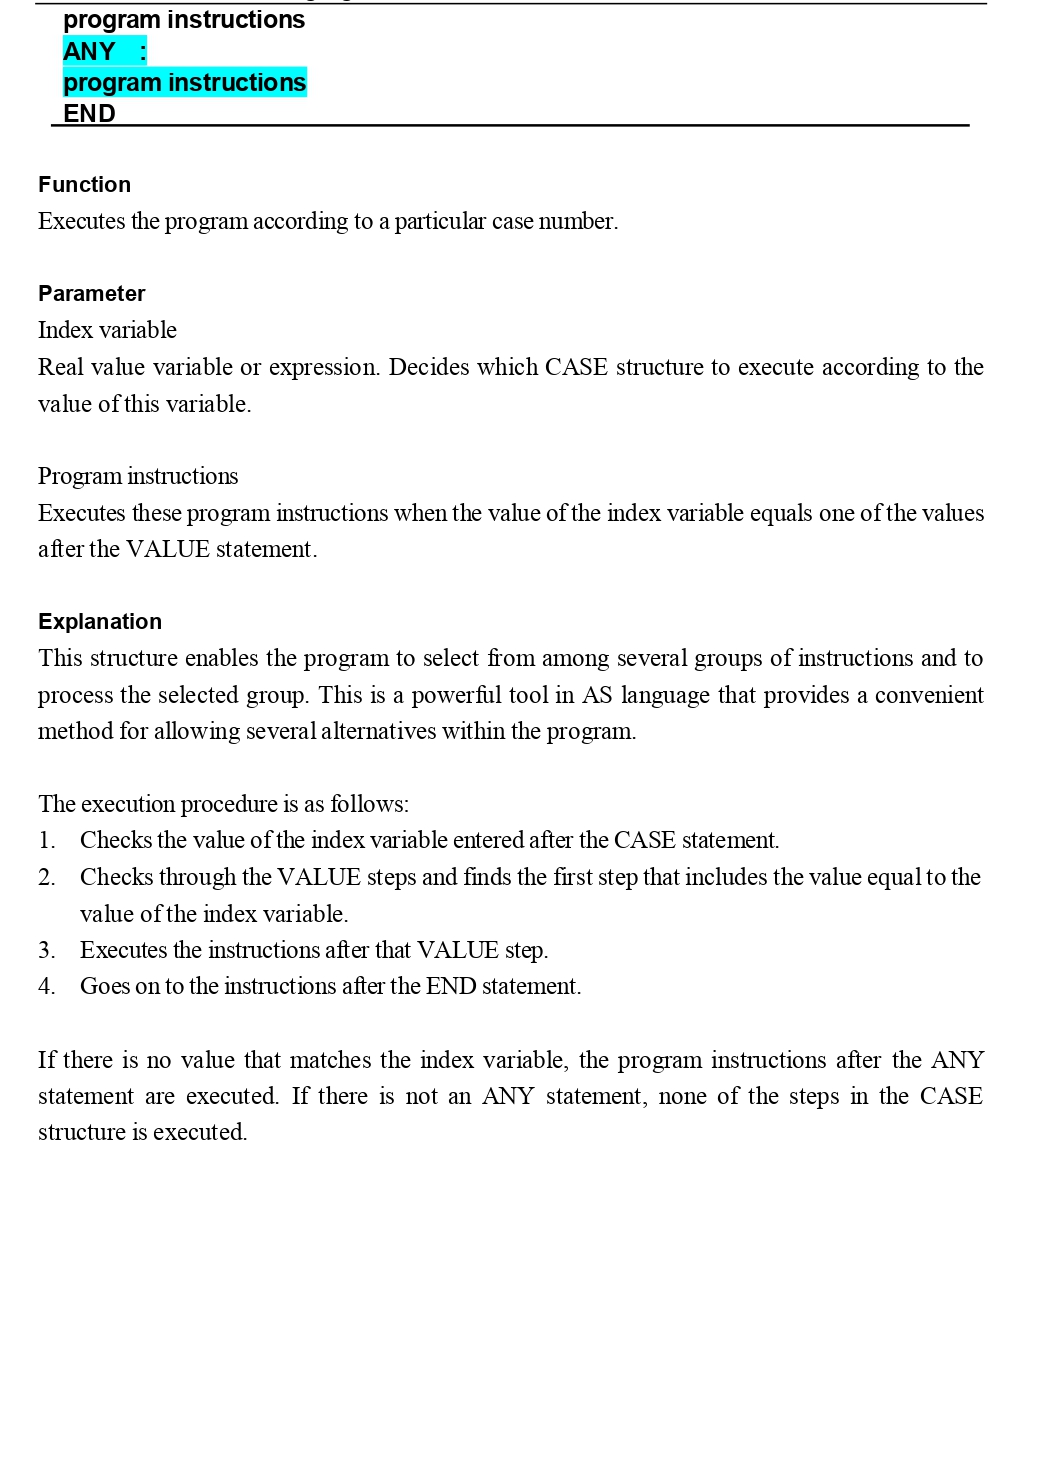 program instructions
ANY :
program instructions
END
Function
Executes the program according to a particular case number.
Parameter
Index variable
Real value variable or expression. Decides which CASE structure to execute according to the
value of this variable.
Program instructions
Executes these program instructions when the value of the index variable equals one of the values
after the VALUE statement.
Explanation
This structure enables the program to select from among several groups of instructions and to
process the selected group. This is a powerful tool in AS language that provides a convenient
method for allowing several alternatives within the program.
The execution procedure is as follows:
1. Checks the value of the index variable entered after the CASE statement.
2. Checks through the VALUE steps and finds the first step that includes the value equal to the
value of the index variable.
3. Executes the instructions after that VALUE step.
4. Goes on to the instructions after the END statement.
If there is no value that matches the index variable, the program instructions after the ANY
statement are executed. If there is not an ANY statement, none of the steps in the CASE
structure is executed.